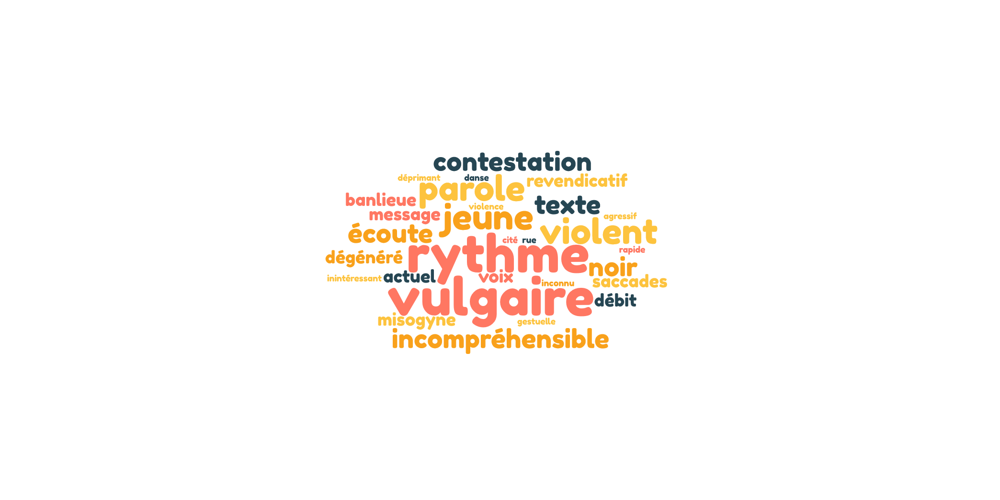 contestation
déprimant danse revendicatif
parole
banlieue texte
message violence
jeune agressif
écoute violent
cité rue
dégénéré rythme rapide
noir
inintéressant actuel voix inconnu saccades
vulgaire débit
misogyne gestuelle
incompréhensible